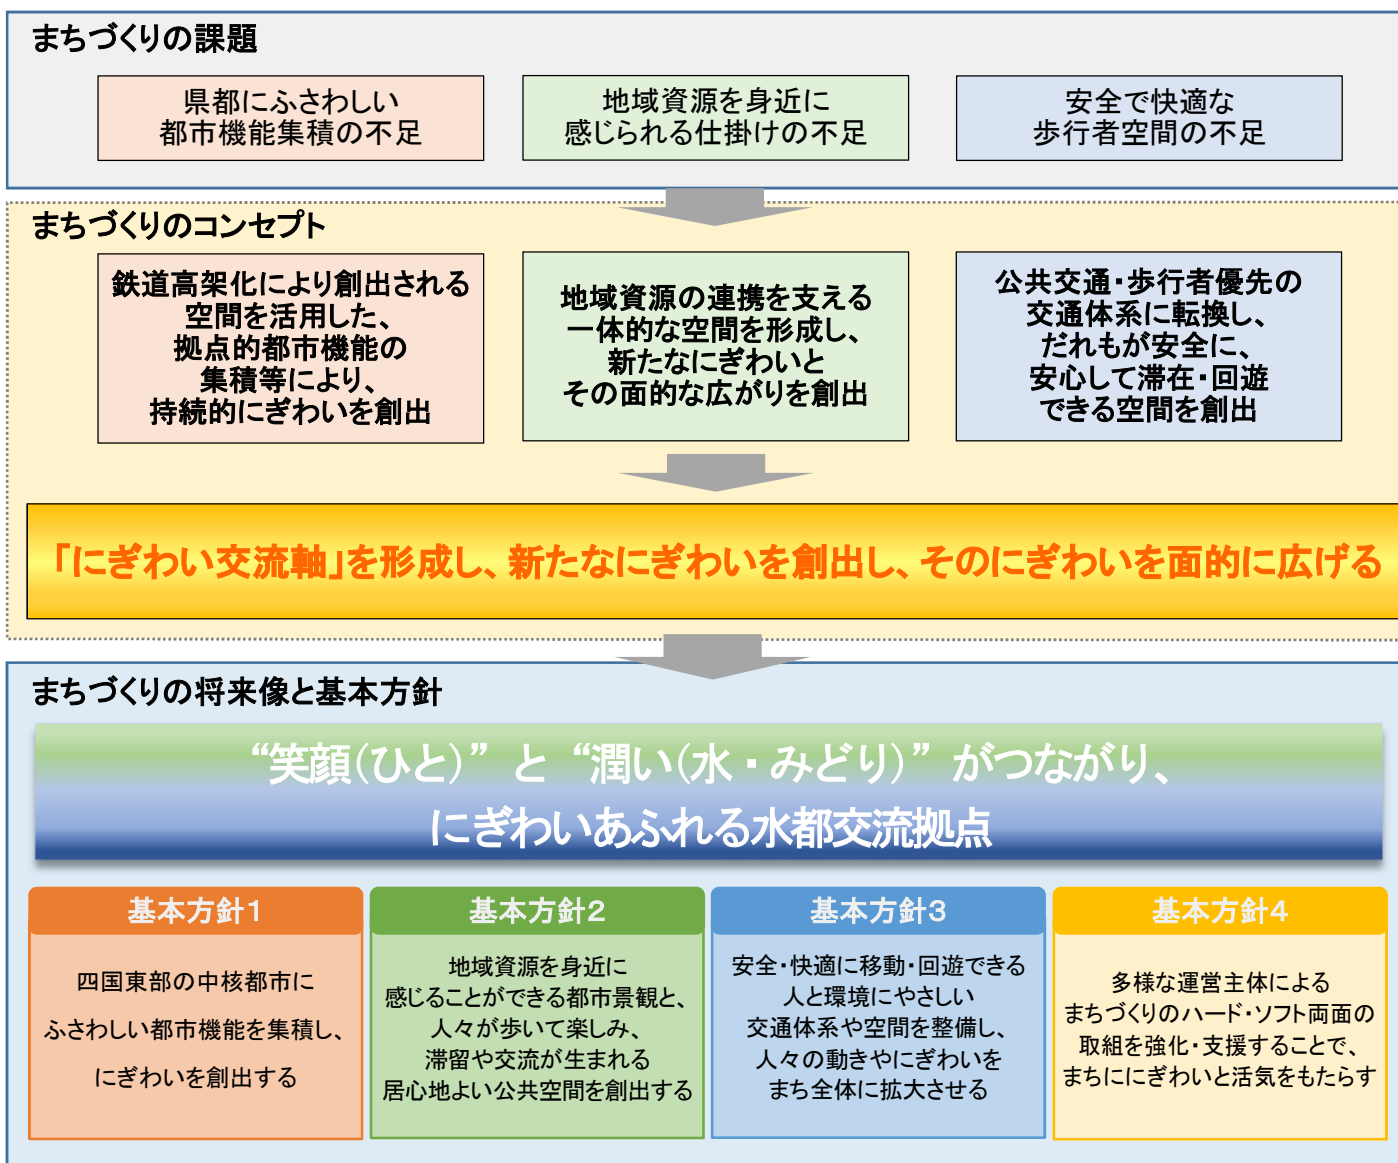 まちづくりの課題
県都にふさわしい
都市機能集積の不足
地域資源を身近に
感じられる仕掛けの不足
安全で快適な
歩行者空間の不足
まちづくりのコンセプト
鉄道高架化により創出される
空間を活用した、
拠点的都市機能の
集積等により、
持続的にぎわいを創出
地域資源の連携を支える
一体的な空間を形成し、
新たなにぎわいと
その面的な広がりを創出
公共交通・歩行者優先の
交通体系に転換し、
だれもが安全に、
安心して滞在・回遊
できる空間を創出
「にぎわい交流軸」を形成し、新たなにぎわいを創出し、そのにぎわいを面的に広げる
まちづくりの将来像と基本方針
“笑顔(ひと)”と“潤い(水・みどり)”がつながり、
にぎわいあふれる水都交流拠点
基本方針1
四国東部の中核都市に
ふさわしい都市機能を集積し、
にぎわいを創出する
基本方針2
地域資源を身近に
感じることができる都市景観と、
人々が歩いて楽しみ、
滞留や交流が生まれる
居心地よい公共空間を創出する
基本方針3
安全・快適に移動・回遊できる
人と環境にやさしい
交通体系や空間を整備し、
人々の動きやにぎわいを
まち全体に拡大させる
基本方針4
多様な運営主体による
まちづくりのハード・ソフト両面の
取組を強化・支援することで、
まちににぎわいと活気をもたらす